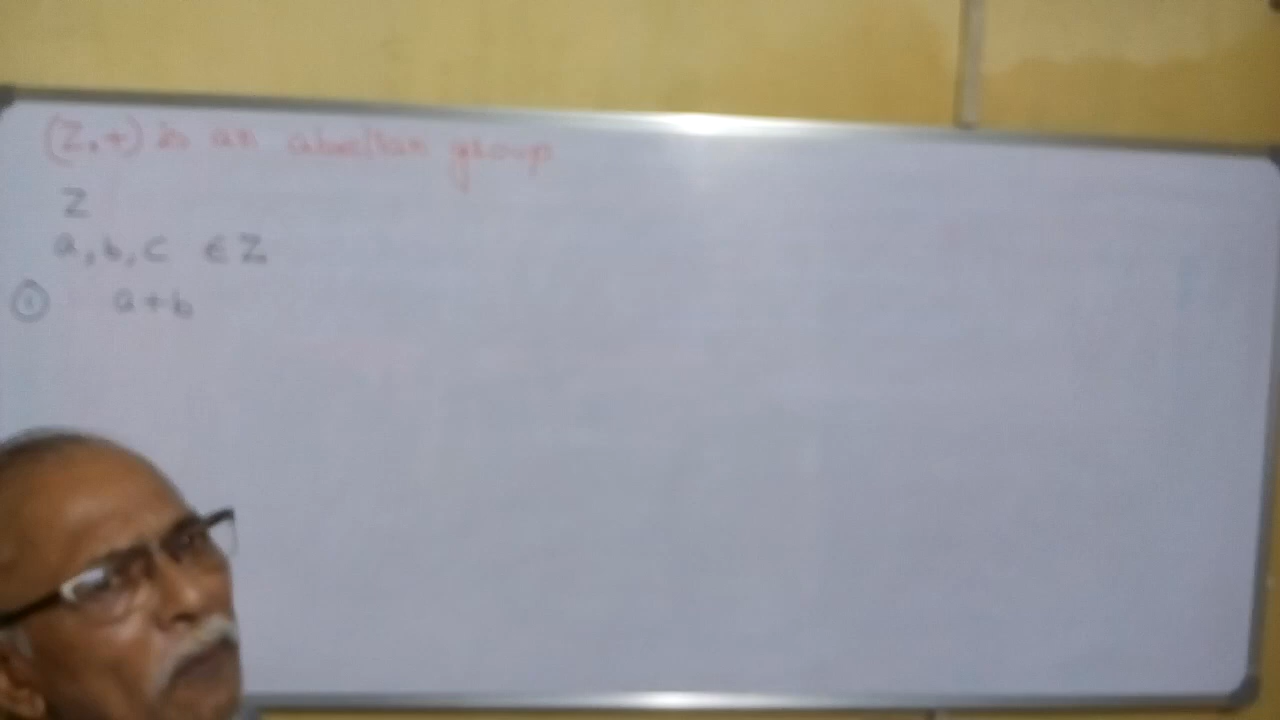 (Z, +) is an abelian group
Z
a, b, c ∈ Z
① a + b